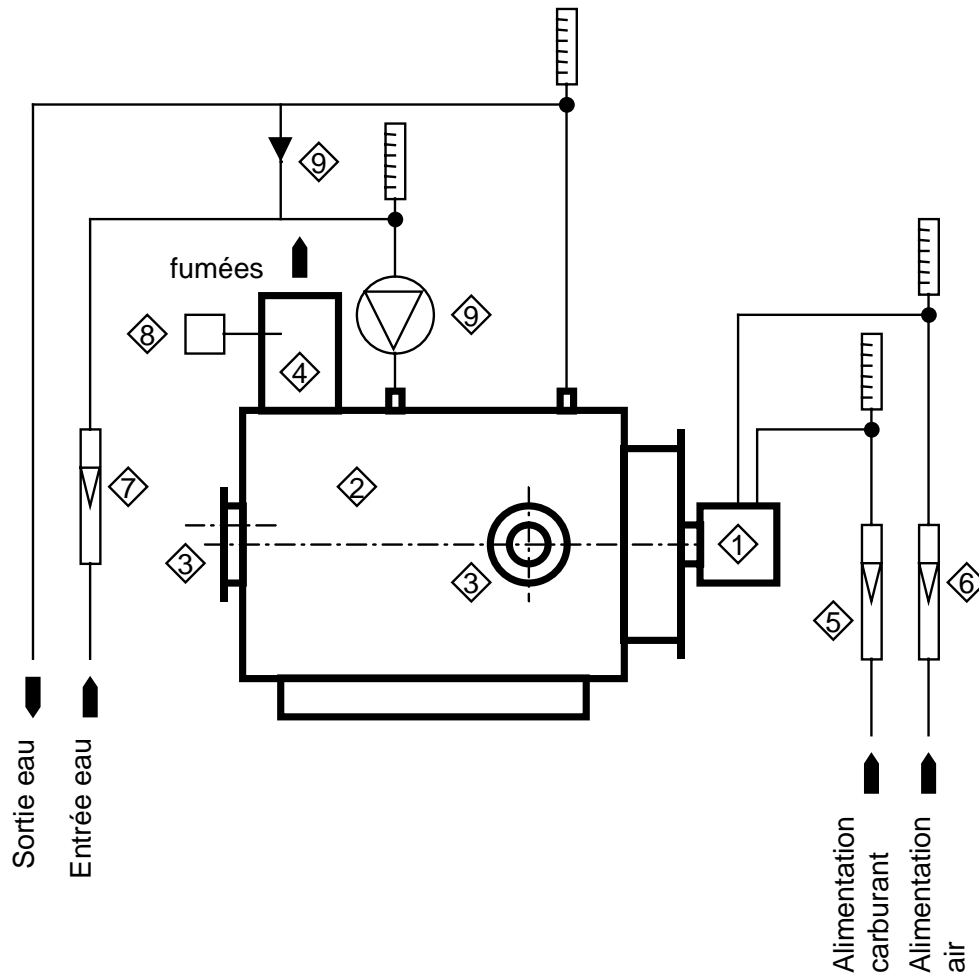 9
fumées
9
8
4
7
2
3
3
1
5
6
Sortie eau
Entrée eau
Alimentation
carburant
Alimentation
air